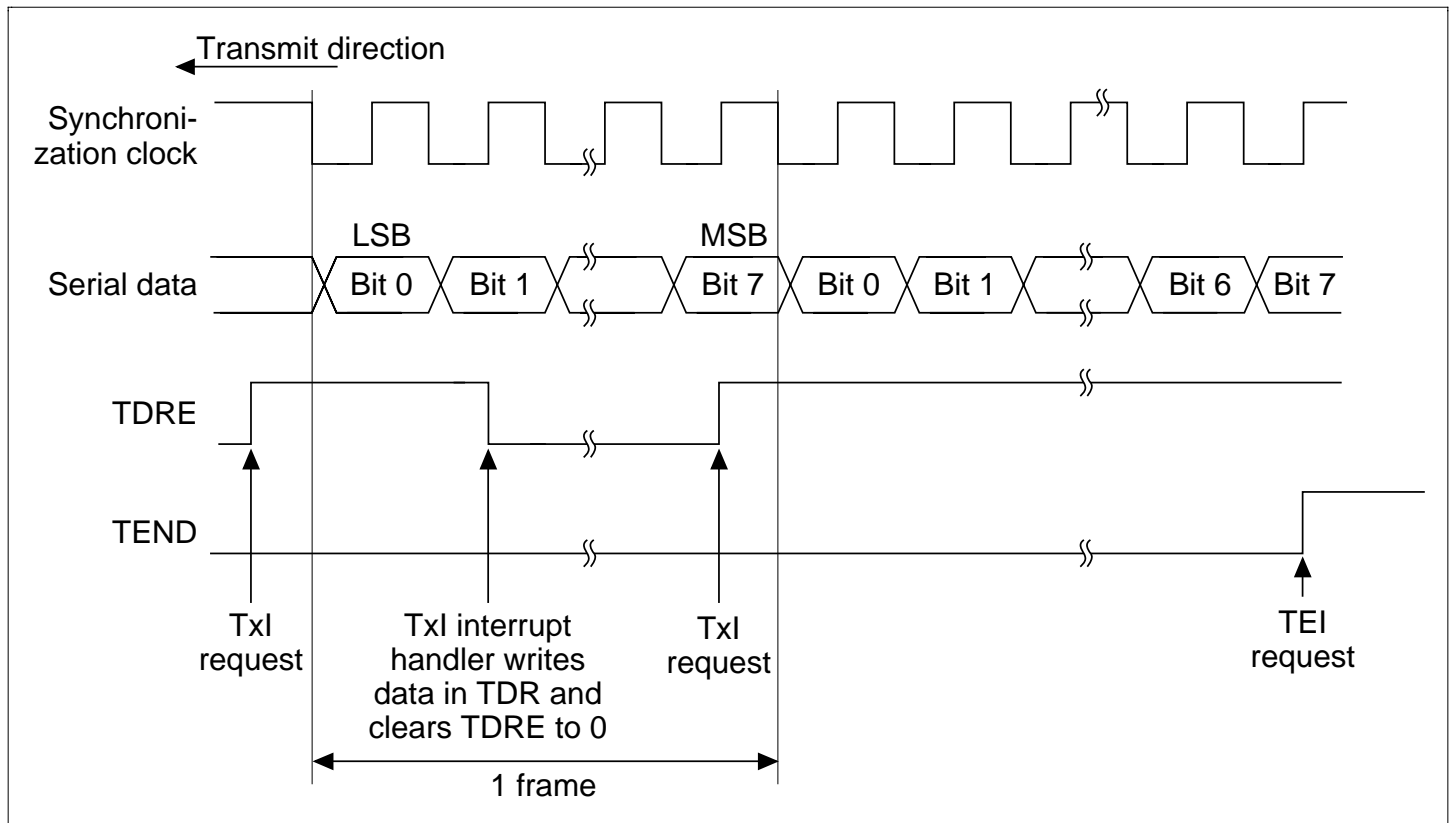 Transmit direction
Synchroni-
zation clock
LSB
MSB
Serial data
Bit 0
Bit 1
Bit 7
Bit 0
Bit 1
Bit 6
Bit 7
TDRE
TEND
TxI
request
TxI interrupt
handler writes
data in TDR and
clears TDRE to 0
TxI
request
TEI
request
1 frame